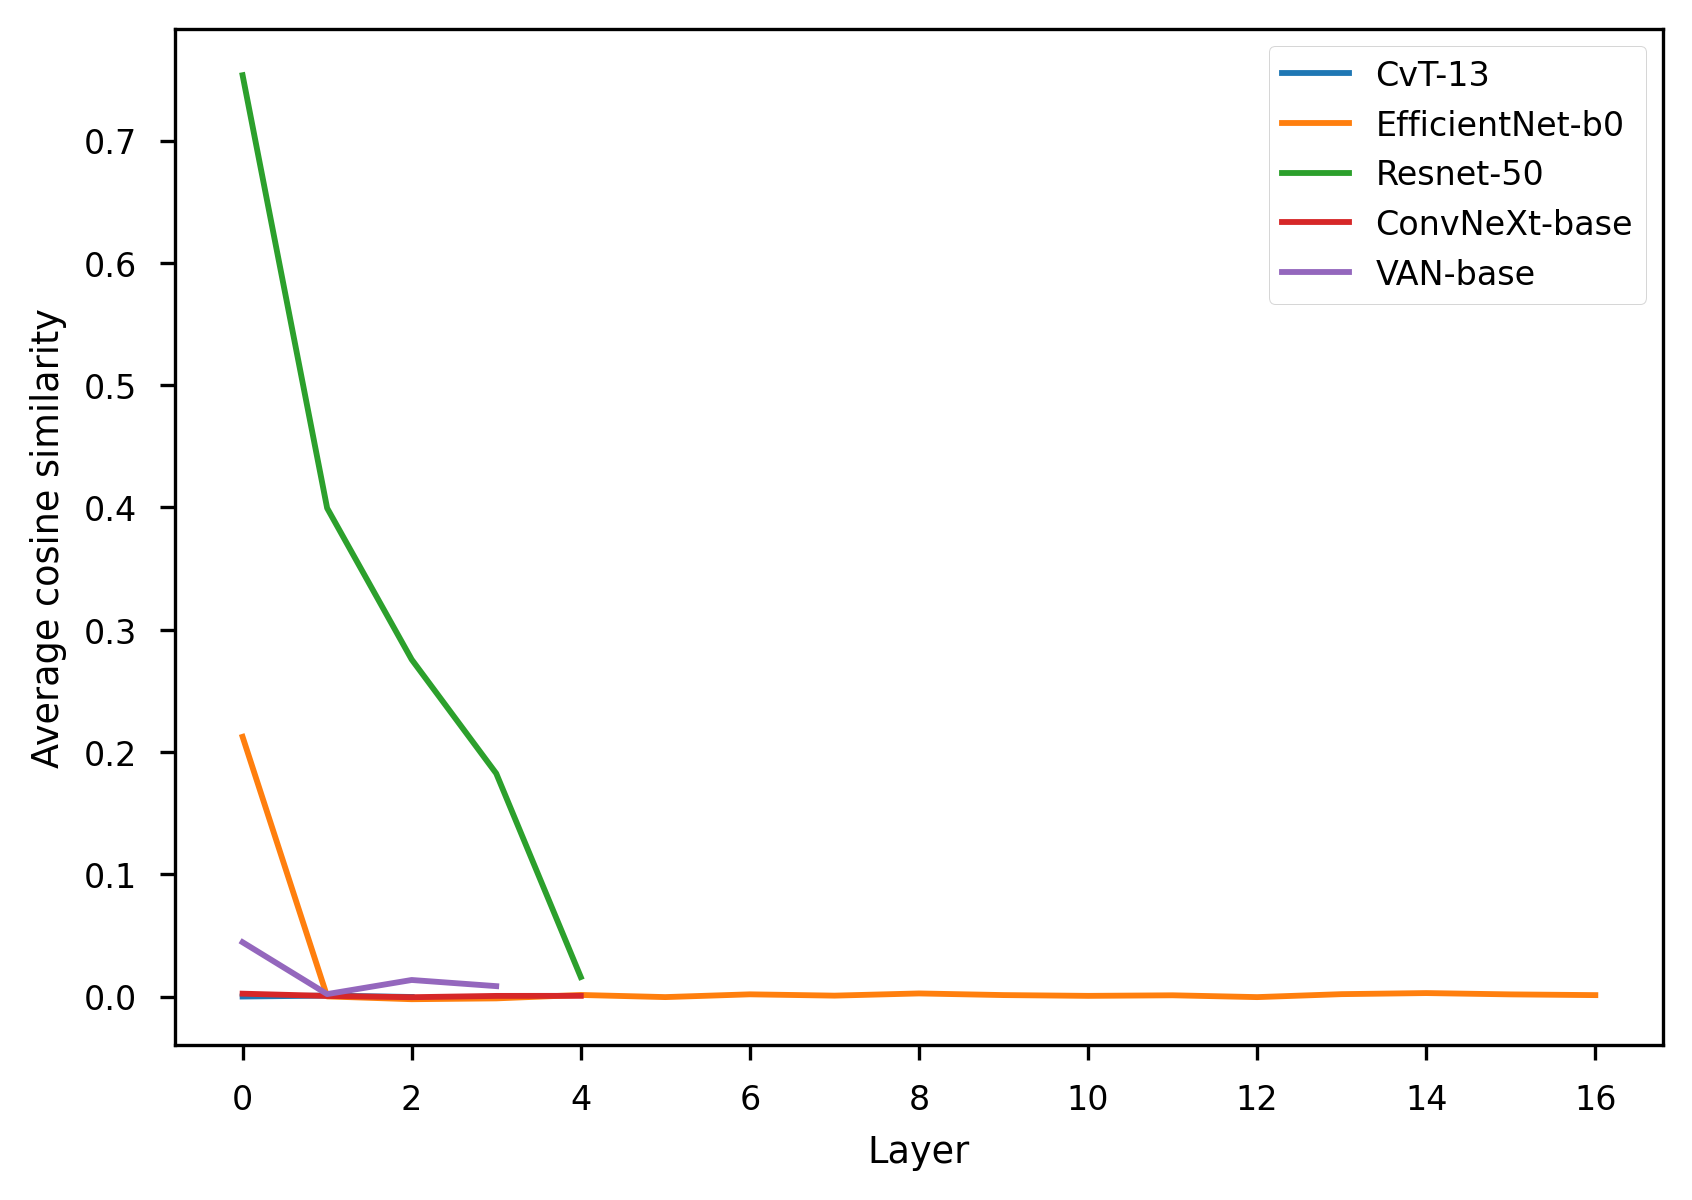 CvT-13
EfficientNet-b0
Resnet-50
ConvNeXt-base
VAN-base
Average cosine similarity
0.7
0.6
0.5
0.4
0.3
0.2
0.1
0.0
0 2 4 6 8 10 12 14 16
Layer